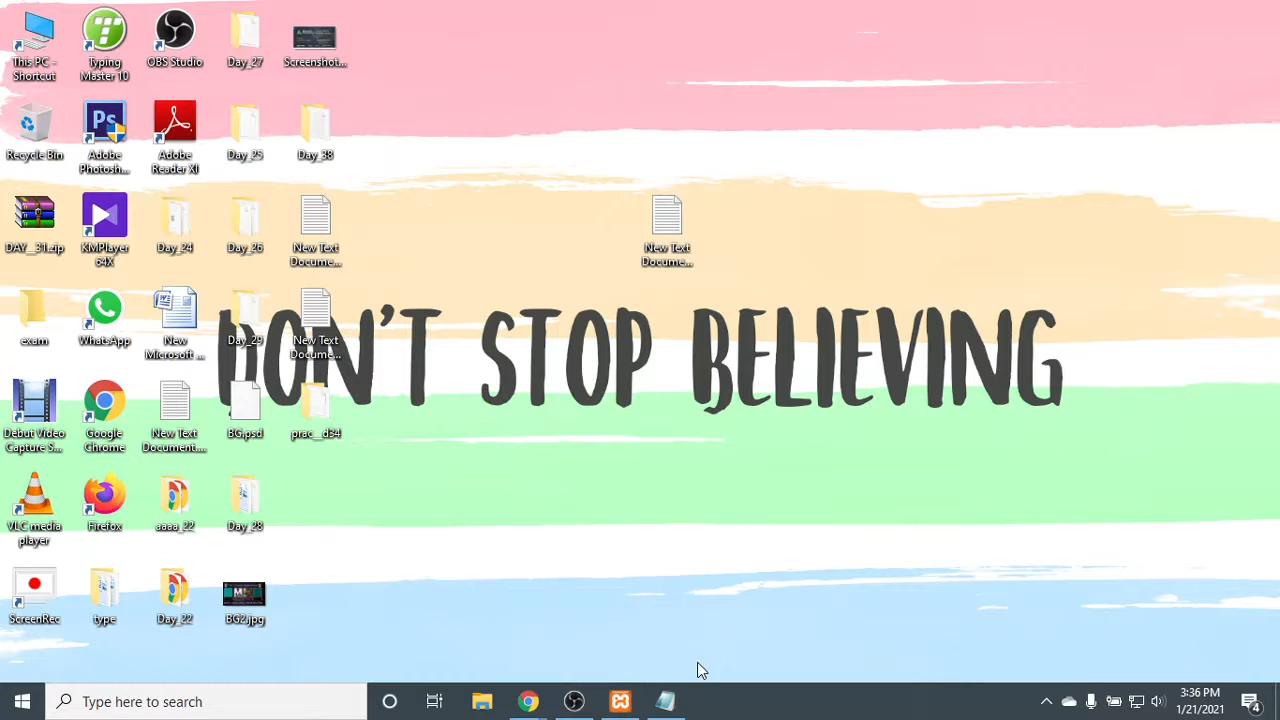 This PC -
Shortcut
Typing
Master 10
OBS Studio
Day_27
Screenshot...
Recycle Bin
Adobe
Photosh...
Adobe
Reader XI
Day_25
Day_38
DAY__31.zip
KMPlayer
64X
Day_24
Day_26
New Text
Docume...
New Text
Docume...
exam
WhatsApp
New
Microsoft ...
Day_29
New Text
Docume...
DON'T STOP BELIEVING
Debut Video
Capture S...
Google
Chrome
New Text
Document....
BG.psd
prac__d34
VLC media
player
Firefox
aaaa_22
Day_28
ScreenRec
type
Day_22
BG2.jpg
Type here to search
3:36 PM
1/21/2021
4